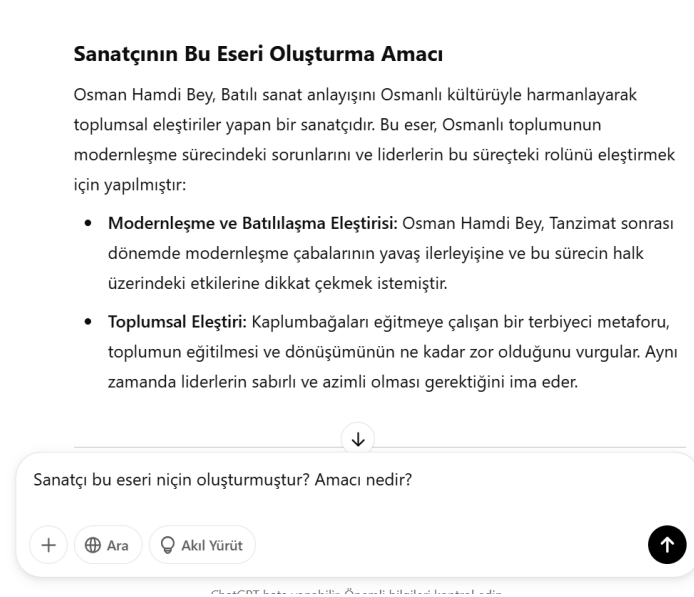 Sanatçının Bu Eseri Oluşturma Amacı
Osman Hamdi Bey, Batılı sanat anlayışını Osmanlı kültürüyle harmanlayarak
toplumsal eleştiriler yapan bir sanatçıdır. Bu eser, Osmanlı toplumunun
modernleşme sürecindeki sorunlarını ve liderlerin bu süreçteki rolünü eleştirmek
için yapılmıştır:
• Modernleşme ve Batılılaşma Eleştirisi: Osman Hamdi Bey, Tanzimat sonrası
dönemde modernleşme çabalarının yavaş ilerleyişine ve bu sürecin halk
üzerindeki etkilerine dikkat çekmek istemiştir.
• Toplumsal Eleştiri: Kaplumbağaları eğitmeye çalışan bir terbiyeci metaforu,
toplumun eğitilmesi ve dönüşümünün ne kadar zor olduğunu vurgular. Aynı
zamanda liderlerin sabırlı ve azimli olması gerektiğini ima eder.
Sanatçı bu eseri niçin oluşturmuştur? Amacı nedir?
Ara
Akıl Yürüt